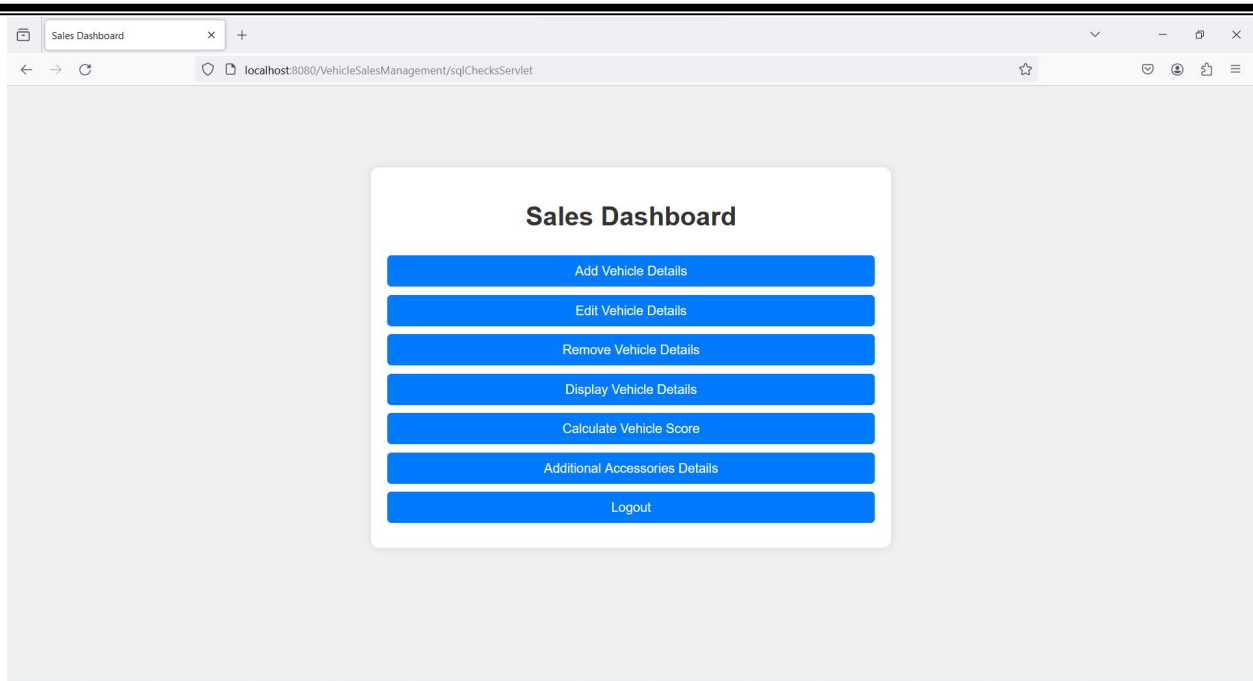 Sales Dashboard
localhost:8080/VehicleSalesManagement/sqlChecksServlet
Sales Dashboard
Add Vehicle Details
Edit Vehicle Details
Remove Vehicle Details
Display Vehicle Details
Calculate Vehicle Score
Additional Accessories Details
Logout